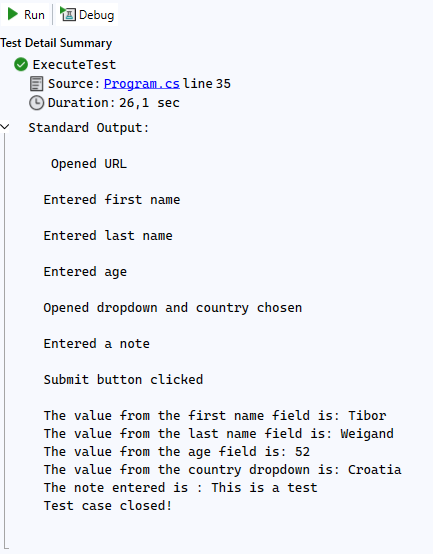 Run Debug
Test Detail Summary
ExecuteTest
Source: Program.cs line 35
Duration: 26,1 sec
Standard Output:
Opened URL
Entered first name
Entered last name
Entered age
Opened dropdown and country chosen
Entered a note
Submit button clicked
The value from the first name field is: Tibor
The value from the last name field is: Weigand
The value from the age field is: 52
The value from the country dropdown is: Croatia
The note entered is : This is a test
Test case closed!